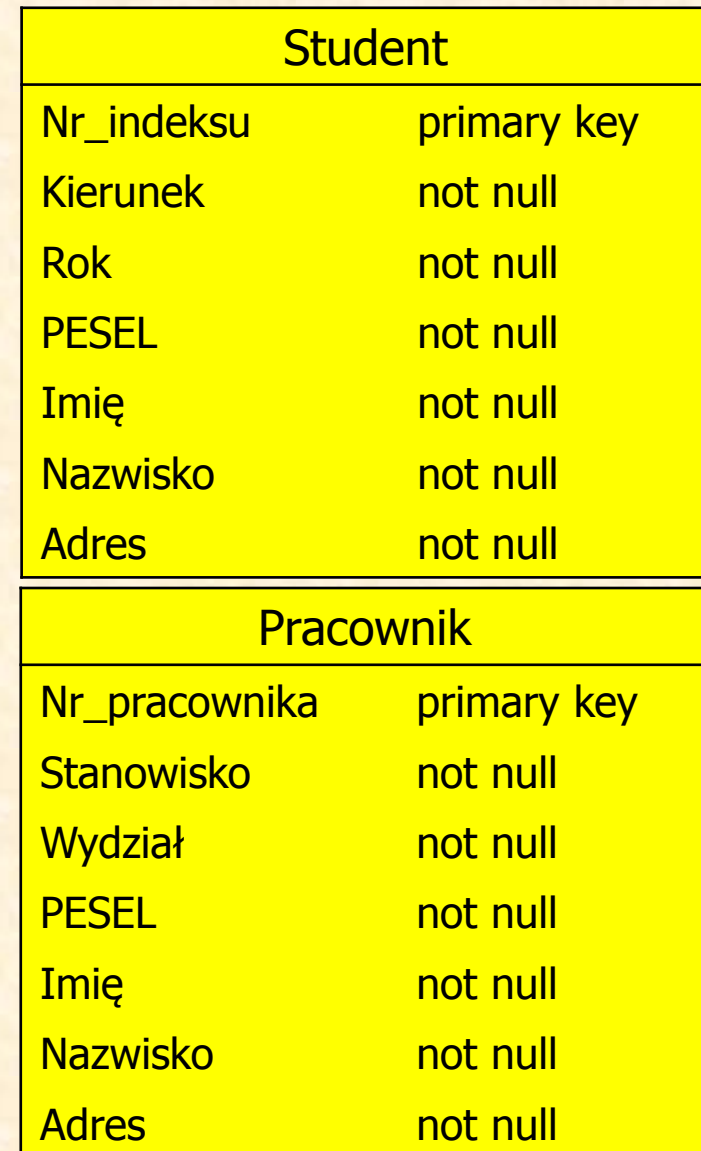 Student
Nr_indeksu primary key
Kierunek not null
Rok not null
PESEL not null
Imię not null
Nazwisko not null
Adres not null
Pracownik
Nr_pracownika primary key
Stanowisko not null
Wydział not null
PESEL not null
Imię not null
Nazwisko not null
Adres not null